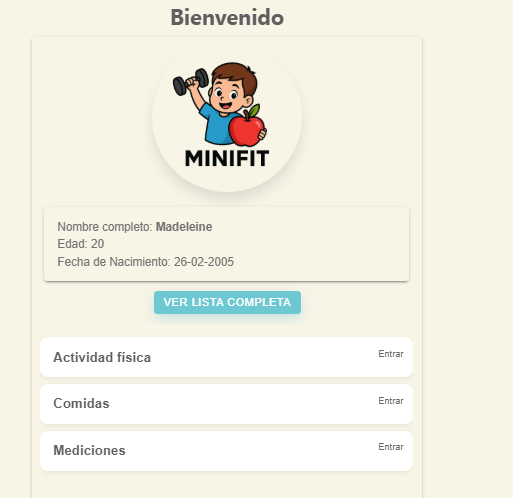 Bienvenido
MINIFIT
Nombre completo: Madeleine
Edad: 20
Fecha de Nacimiento: 26-02-2005
VER LISTA COMPLETA
Actividad física Entrar
Comidas Entrar
Mediciones Entrar